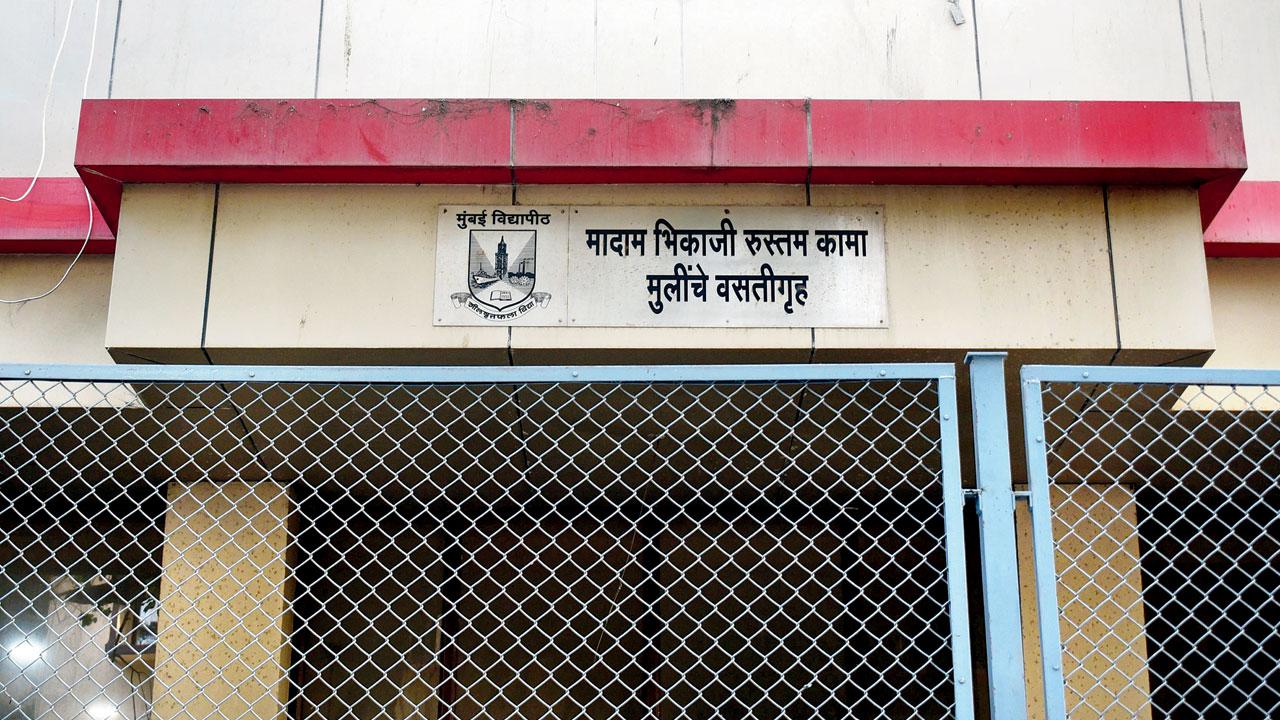 मुंबई विद्यापीठ
मादाम भिकाजी रुस्तम कामा
मुलींचे वसतीगृह